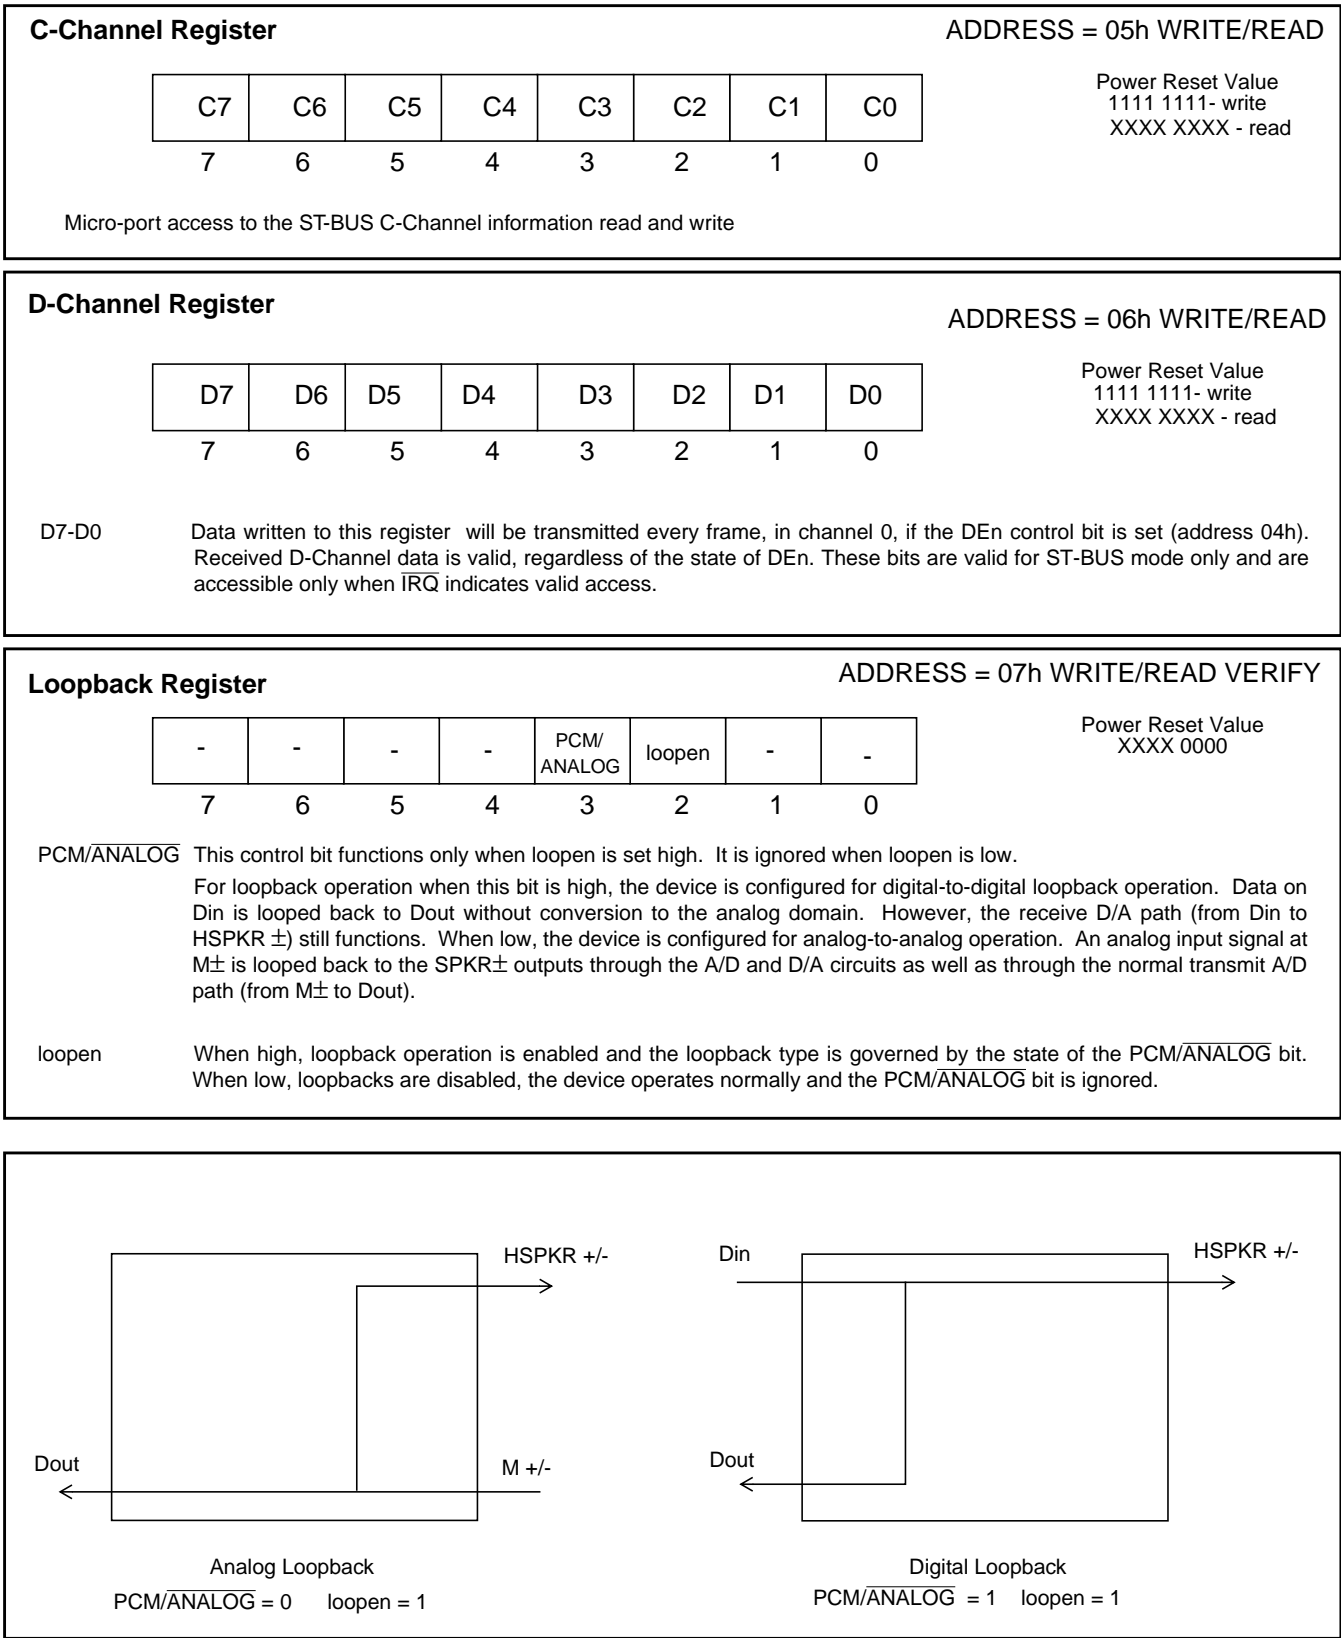 C-Channel Register
ADDRESS = 05h WRITE/READ
Power Reset Value
1111 1111- write
XXXX XXXX - read
C7 C6 C5 C4 C3 C2 C1 C0
7 6 5 4 3 2 1 0
Micro-port access to the ST-BUS C-Channel information read and write
D-Channel Register
ADDRESS = 06h WRITE/READ
Power Reset Value
1111 1111- write
XXXX XXXX - read
D7 D6 D5 D4 D3 D2 D1 D0
7 6 5 4 3 2 1 0
D7-D0 Data written to this register will be transmitted every frame, in channel 0, if the DEn control bit is set (address 04h).
Received D-Channel data is valid, regardless of the state of DEn. These bits are valid for ST-BUS mode only and are
accessible only when IRQ indicates valid access.
Loopback Register
ADDRESS = 07h WRITE/READ VERIFY
Power Reset Value
XXXX 0000
- - - - PCM/ANALOG loopen - -
7 6 5 4 3 2 1 0
PCM/ANALOG This control bit functions only when loopen is set high. It is ignored when loopen is low.
For loopback operation when this bit is high, the device is configured for digital-to-digital loopback operation. Data on
Din is looped back to Dout without conversion to the analog domain. However, the receive D/A path (from Din to
HSPKR ±) still functions. When low, the device is configured for analog-to-analog operation. An analog input signal at
M± is looped back to the SPKR± outputs through the A/D and D/A circuits as well as through the normal transmit A/D
path (from M± to Dout).
loopen When high, loopback operation is enabled and the loopback type is governed by the state of the PCM/ANALOG bit.
When low, loopbacks are disabled, the device operates normally and the PCM/ANALOG bit is ignored.
HSPKR +/-
Dout
M +/-
Analog Loopback
PCM/ANALOG = 0 loopen = 1
Din
HSPKR +/-
Dout
Digital Loopback
PCM/ANALOG = 1 loopen = 1